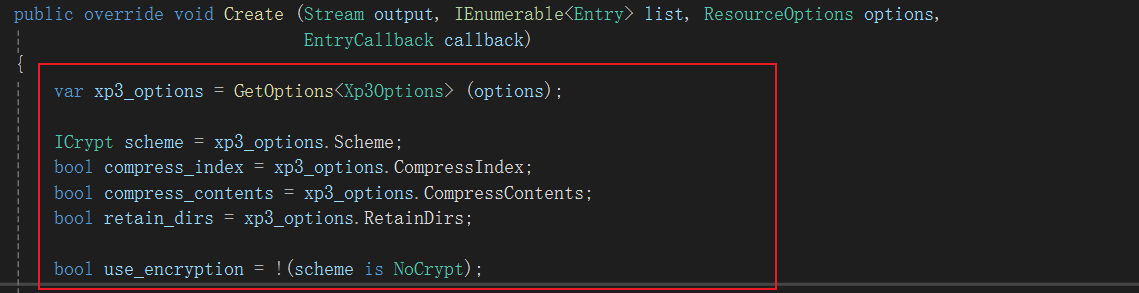 public override void Create (Stream output, IEnumerable<Entry> list, ResourceOptions options,
EntryCallback callback)
{
var xp3_options = GetOptions<Xp3Options> (options);
ICrypt scheme = xp3_options.Scheme;
bool compress_index = xp3_options.CompressIndex;
bool compress_contents = xp3_options.CompressContents;
bool retain_dirs = xp3_options.RetainDirs;
bool use_encryption = !(scheme is NoCrypt);